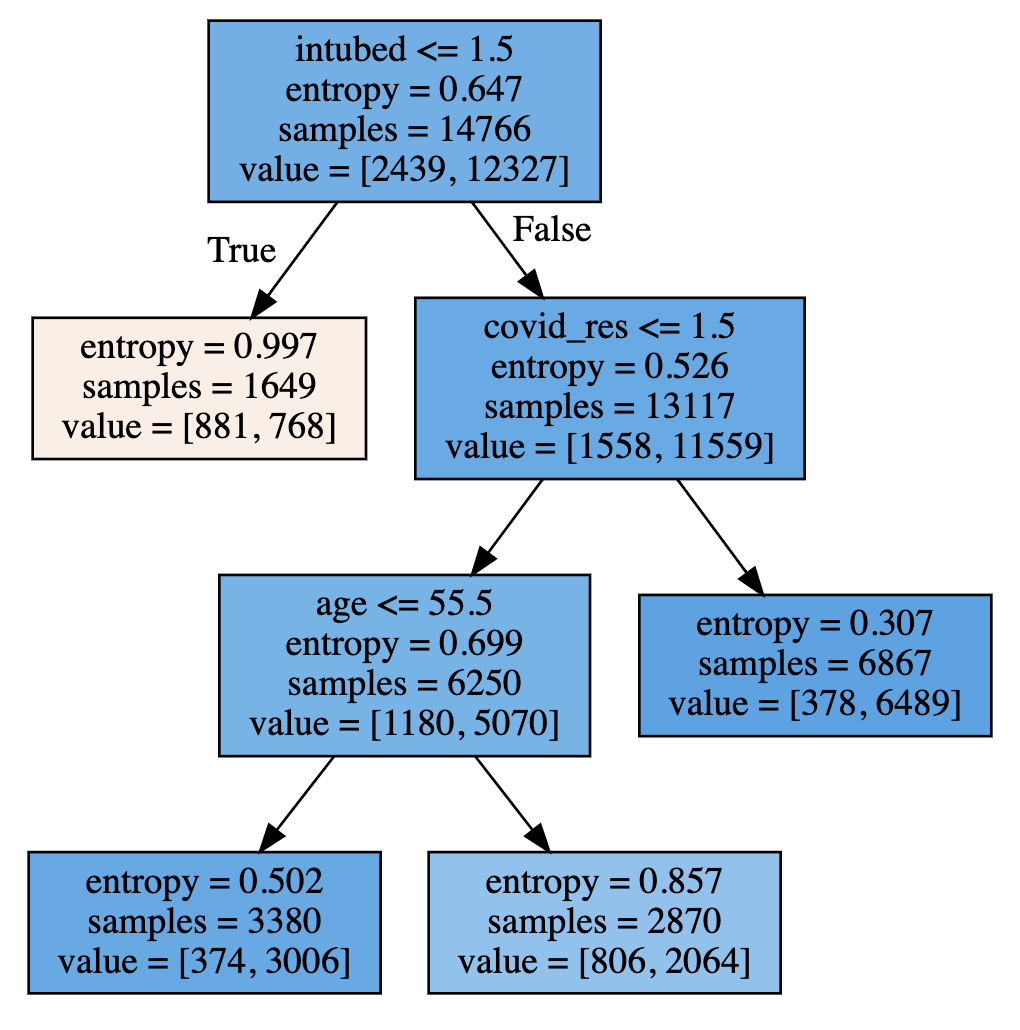 intubed <= 1.5
entropy = 0.647
samples = 14766
value = [2439, 12327]
True
False
entropy = 0.997
samples = 1649
value = [881, 768]
covid_res <= 1.5
entropy = 0.526
samples = 13117
value = [1558, 11559]
age <= 55.5
entropy = 0.699
samples = 6250
value = [1180, 5070]
entropy = 0.307
samples = 6867
value = [378, 6489]
entropy = 0.502
samples = 3380
value = [374, 3006]
entropy = 0.857
samples = 2870
value = [806, 2064]